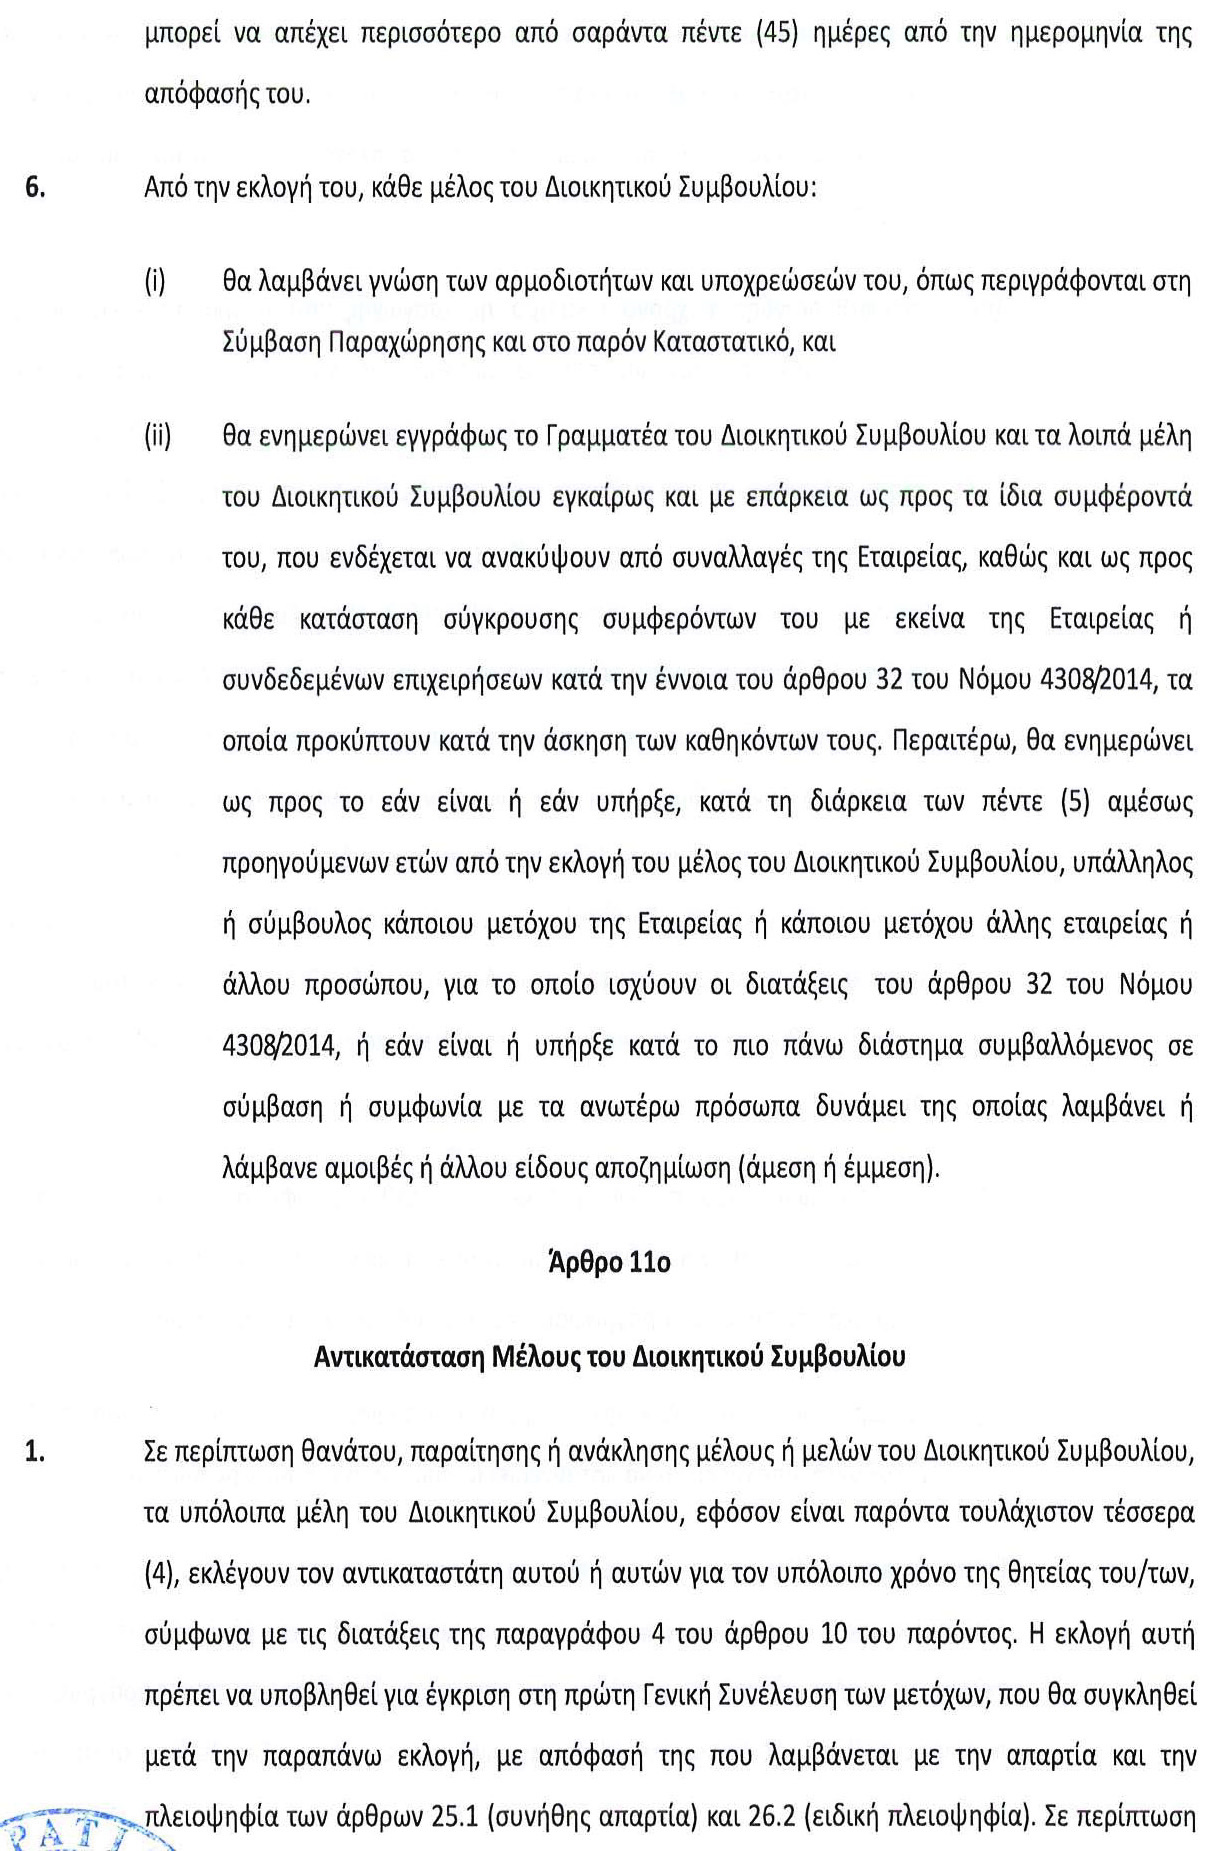 μπορεί να απέχει περισσότερο από σαράντα πέντε (45) ημέρες από την ημερομηνία της
απόφασής του.
6. Από την εκλογή του, κάθε μέλος του Διοικητικού Συμβουλίου:
(i) θα λαμβάνει γνώση των αρμοδιοτήτων και υποχρεώσεών του, όπως περιγράφονται στη
Σύμβαση Παραχώρησης και στο παρόν Καταστατικό, και
(ii) θα ενημερώνει εγγράφως το Γραμματέα του Διοικητικού Συμβουλίου και τα λοιπά μέλη
του Διοικητικού Συμβουλίου εγκαίρως και με επάρκεια ως προς τα ίδια συμφέροντά
του, που ενδέχεται να ανακύψουν από συναλλαγές της Εταιρείας, καθώς και ως προς
κάθε κατάσταση σύγκρουσης συμφερόντων του με εκείνα της Εταιρείας ή
συνδεδεμένων επιχειρήσεων κατά την έννοια του άρθρου 32 του Νόμου 4308/2014, τα
οποία προκύπτουν κατά την άσκηση των καθηκόντων τους. Περαιτέρω, θα ενημερώνει
ως προς το εάν είναι ή εάν υπήρξε, κατά τη διάρκεια των πέντε (5) αμέσως
προηγούμενων ετών από την εκλογή του μέλος του Διοικητικού Συμβουλίου, υπάλληλος
ή σύμβουλος κάποιου μετόχου της Εταιρείας ή κάποιου μετόχου άλλης εταιρείας ή
άλλου προσώπου, για το οποίο ισχύουν οι διατάξεις του άρθρου 32 του Νόμου
4308/2014, ή εάν είναι ή υπήρξε κατά το πιο πάνω διάστημα συμβαλλόμενος σε
σύμβαση ή συμφωνία με τα ανωτέρω πρόσωπα δυνάμει της οποίας λαμβάνει ή
λάμβανε αμοιβές ή άλλου είδους αποζημίωση (άμεση ή έμμεση).
Άρθρο 11ο
Αντικατάσταση Μέλους του Διοικητικού Συμβουλίου
1. Σε περίπτωση θανάτου, παραίτησης ή ανάκλησης μέλους ή μελών του Διοικητικού Συμβουλίου,
τα υπόλοιπα μέλη του Διοικητικού Συμβουλίου, εφόσον είναι παρόντα τουλάχιστον τέσσερα
(4), εκλέγουν τον αντικαταστάτη αυτού ή αυτών για τον υπόλοιπο χρόνο της θητείας του/των,
σύμφωνα με τις διατάξεις της παραγράφου 4 του άρθρου 10 του παρόντος. Η εκλογή αυτή
πρέπει να υποβληθεί για έγκριση στη πρώτη Γενική Συνέλευση των μετόχων, που θα συγκληθεί
μετά την παραπάνω εκλογή, με απόφασή της που λαμβάνεται με την απαρτία και την
πλειοψηφία των άρθρων 25.1 (συνήθης απαρτία) και 26.2 (ειδική πλειοψηφία). Σε περίπτωση